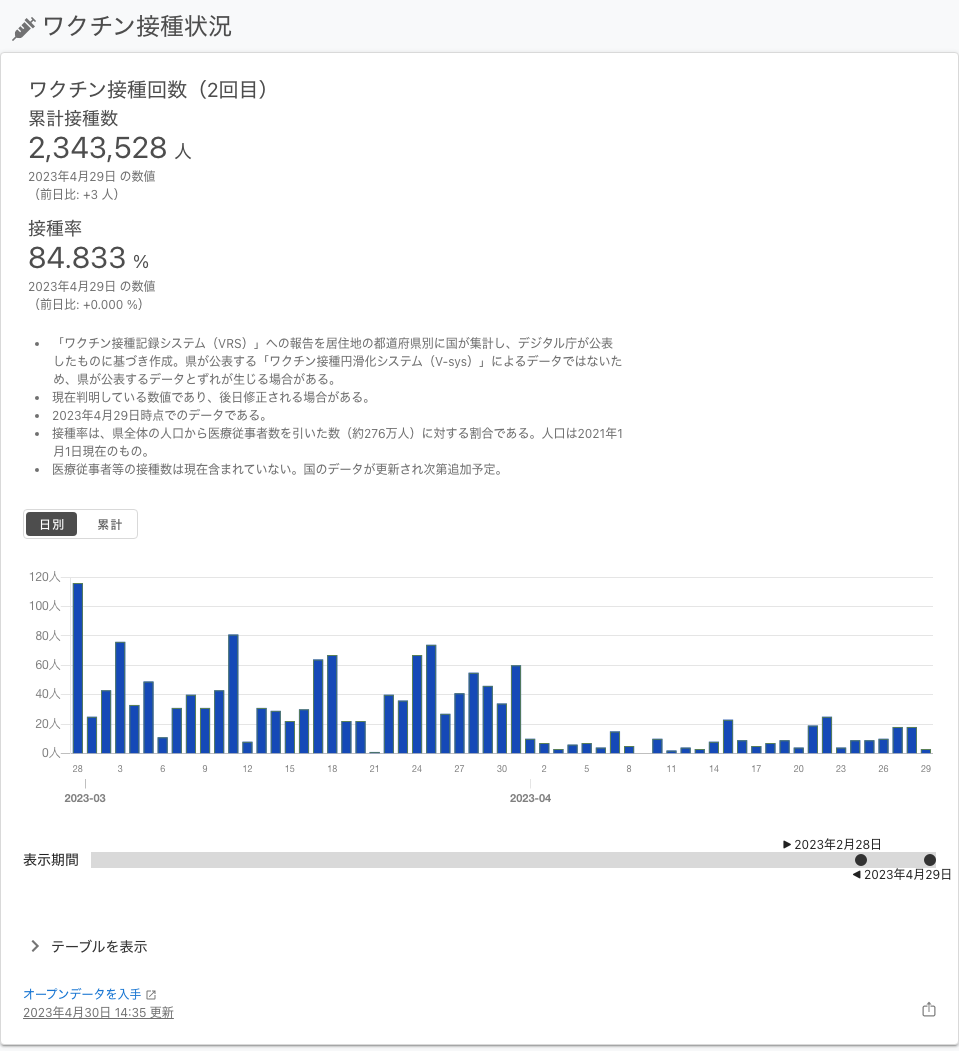 ワクチン接種状況
ワクチン接種回数（2回目）
累計接種数
2,343,528 人
2023年4月29日 の数値
（前日比: +3 人）
接種率
84.833 %
2023年4月29日 の数値
（前日比: +0.000 %）
• 「ワクチン接種記録システム（VRS）」への報告を居住地の都道府県別に国が集計し、デジタル庁が公表
したものに基づき作成。県が公表する「ワクチン接種円滑化システム（V-sys）」によるデータではないた
め、県が公表するデータとずれが生じる場合がある。
• 現在判明している数値であり、後日修正される場合がある。
• 2023年4月29日時点でのデータである。
• 接種率は、県全体の人口から医療従事者数を引いた数（約276万人）に対する割合である。人口は2021年1
月1日現在のもの。
• 医療従事者等の接種数は現在含まれていない。国のデータが更新され次第追加予定。
日別 累計
120人
100人
80人
60人
40人
20人
0人
28 3 6 9 12 15 18 21 24 27 30 2 5 8 11 14 17 20 23 26 29
2023-03 2023-04
2023年2月28日
表示期間
2023年4月29日
テーブルを表示
オープンデータを入手
2023年4月30日 14:35 更新